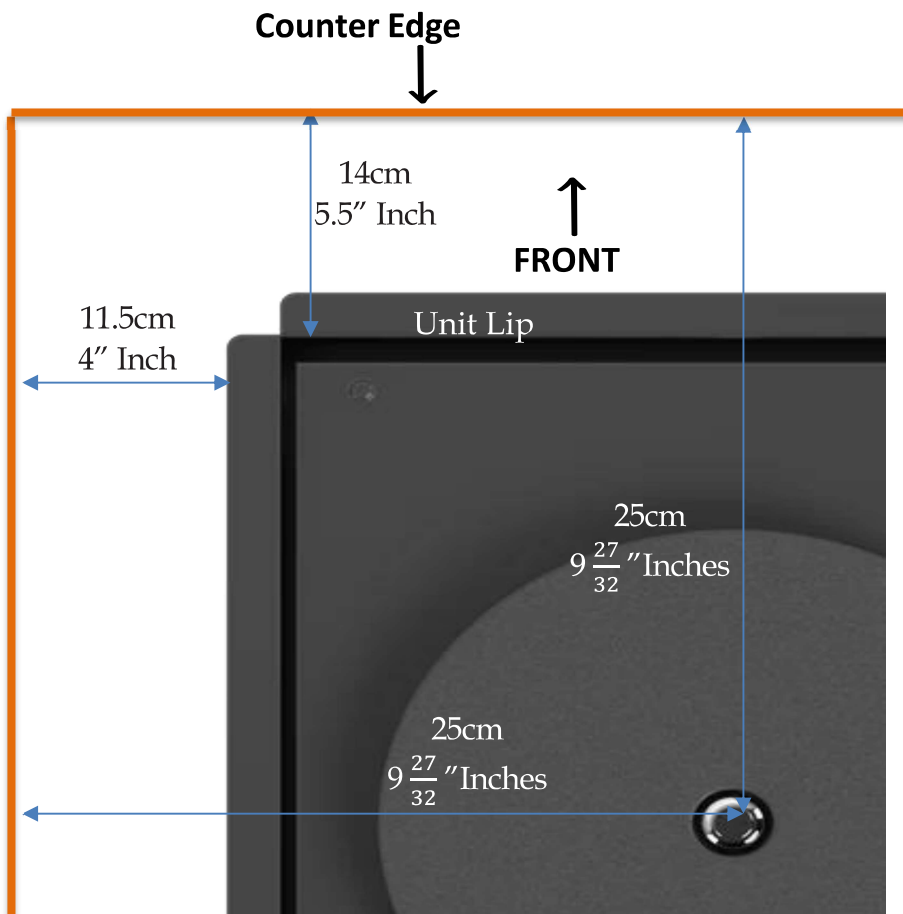 Counter Edge
14cm
5.5” Inch
FRONT
11.5cm
4” Inch
Unit Lip
25cm
9 27/32 ”Inches
25cm
9 27/32 ”Inches